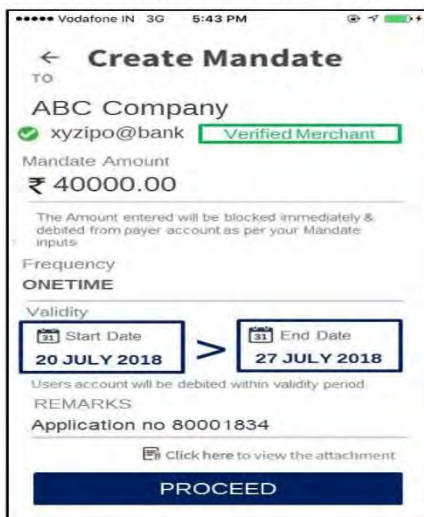 Vodafone IN 3G 5:43 PM
← Create Mandate
TO
ABC Company
xyzipo@bank Verified Merchant
Mandate Amount
₹ 40000.00
The Amount entered will be blocked immediately &
debited from payer account as per your Mandate
inputs
Frequency
ONETIME
Validity
31 Start Date > 31 End Date
20 JULY 2018 27 JULY 2018
Users account will be debited within validity period.
REMARKS
Application no 80001834
Click here to view the attachment
PROCEED